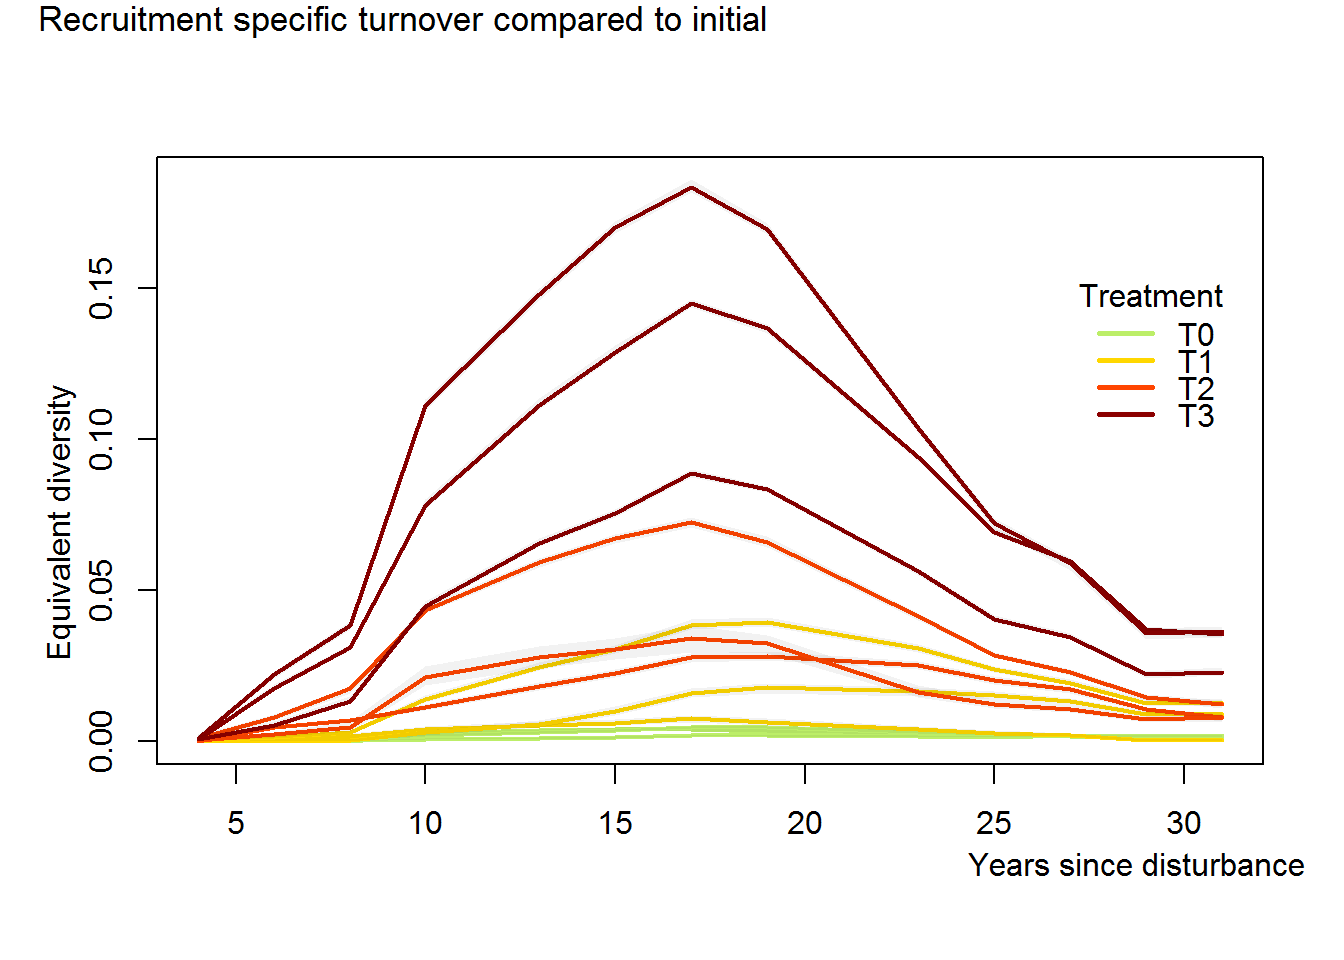 Recruitment specific turnover compared to initial
Equivalent diversity
0.15
0.10
0.05
0.00
Treatment
T0
T1
T2
T3
5 10 15 20 25 30
Years since disturbance